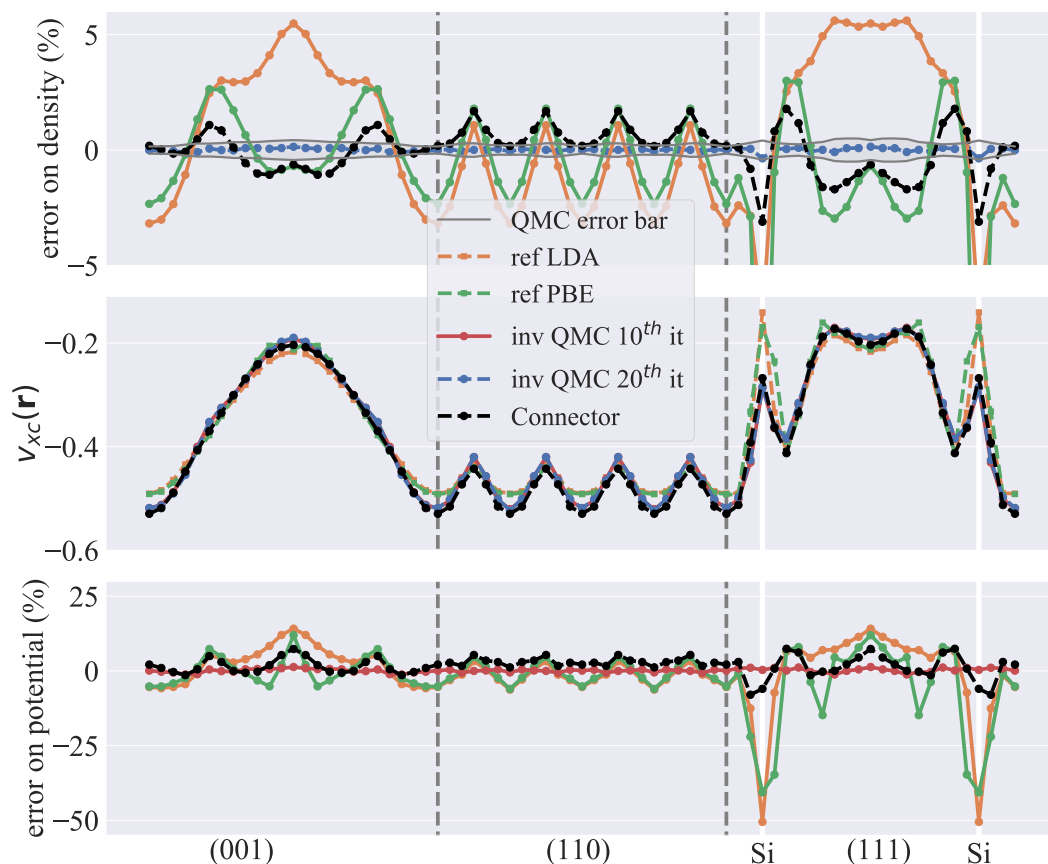 error on density (%)
5
0
−5
QMC error bar
ref LDA
ref PBE
inv QMC 10th it
inv QMC 20th it
Connector
vxc(r)
−0.2
−0.4
−0.6
error on potential (%)
25
0
−25
−50
(001) (110) Si (111) Si